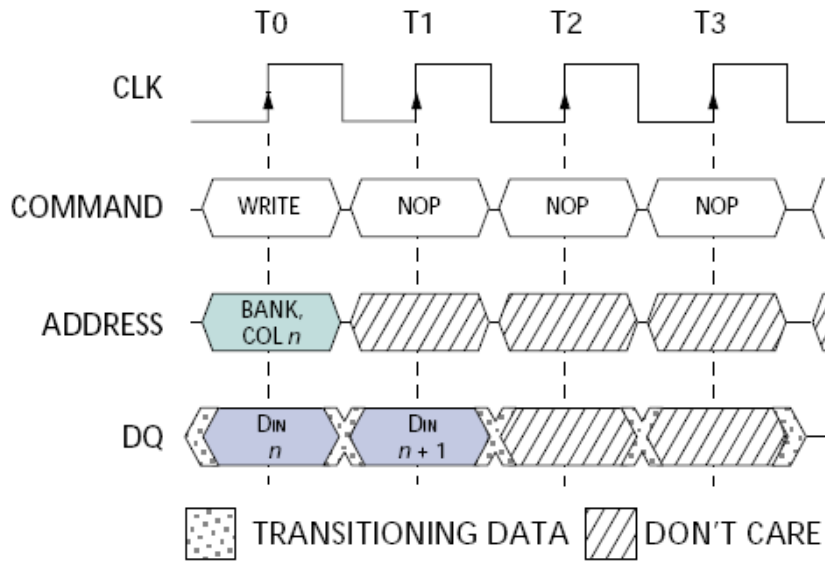 T0 T1 T2 T3
CLK
COMMAND WRITE NOP NOP NOP
ADDRESS BANK,
COL n
DQ DIN
n
DIN
n + 1
TRANSITIONING DATA DON'T CARE